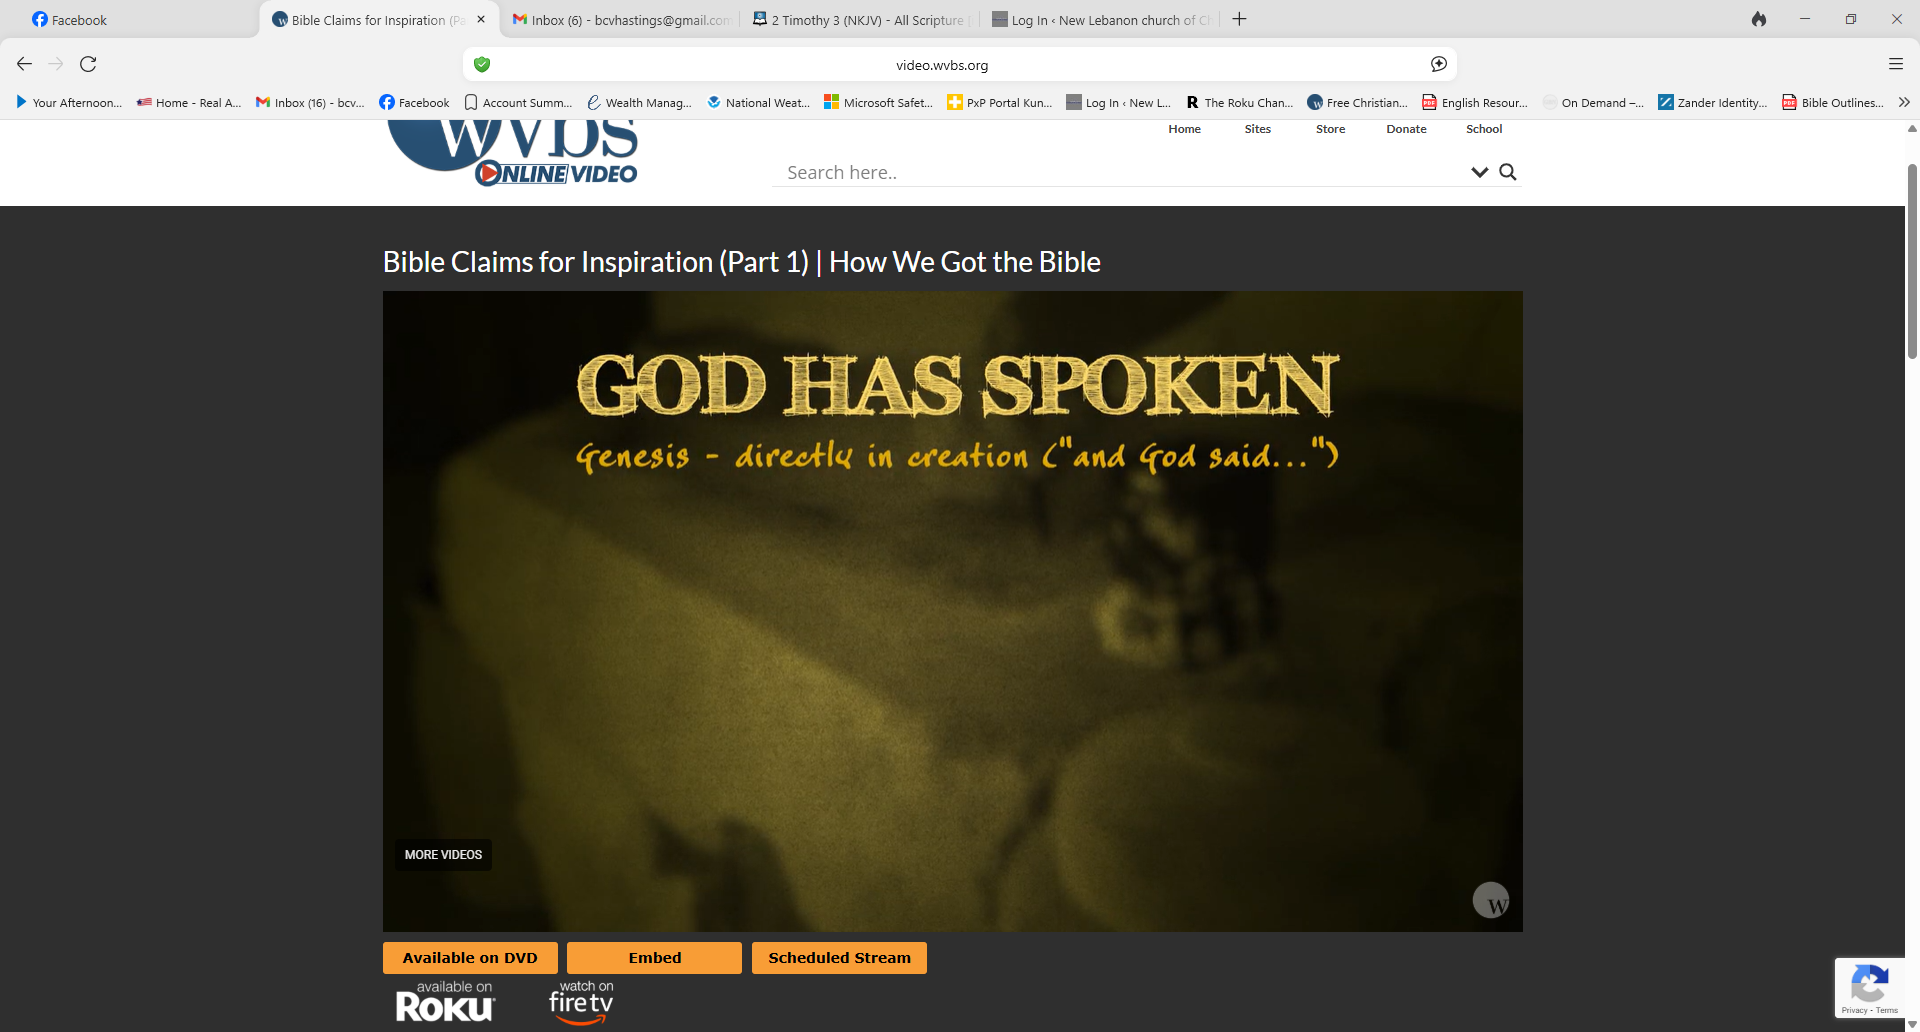 Facebook
Bible Claims for Inspiration (Pa
Inbox (6) - bcvhastings@gmail.com
2 Timothy 3 (NKJV) - All Scripture
Log In ‹ New Lebanon church of Ch
video.wvbs.org
Your Afternoon...
Home - Real A...
Inbox (16) - bcv...
Facebook
Account Summ...
Wealth Manag...
National Weat...
Microsoft Safet...
PxP Portal Kun...
Log In ‹ New L...
The Roku Chan...
Free Christian...
English Resour...
On Demand –...
Zander Identity...
Bible Outlines...
wvbs
ONLINE VIDEO
Home
Sites
Store
Donate
School
Search here..
Bible Claims for Inspiration (Part 1) | How We Got the Bible
GOD HAS SPOKEN
Genesis - directly in creation ("and God said...")
MORE VIDEOS
W
Available on DVD
Embed
Scheduled Stream
available on
ROKU
watch on
fire tv
Privacy - Terms